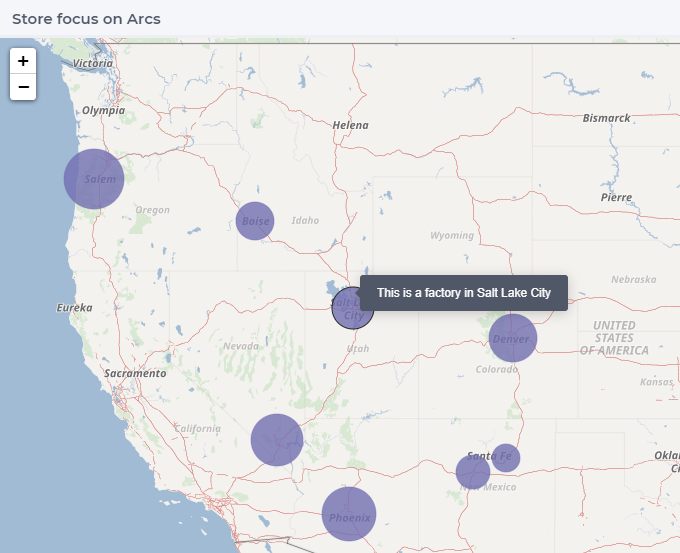 Store focus on Arcs
+
−
Victoria
Olympia
Helena
Bismarck
Salem
Pierre
Oregon
Boise
Idaho
Wyoming
This is a factory in Salt Lake City
Nebraska
Eureka
City
UNITED
STATES
OF AMERICA
Denver
Nevada
Utah
Colorado
Sacramento
Kansas
California
Santa Fe
New Mexico
Phoenix